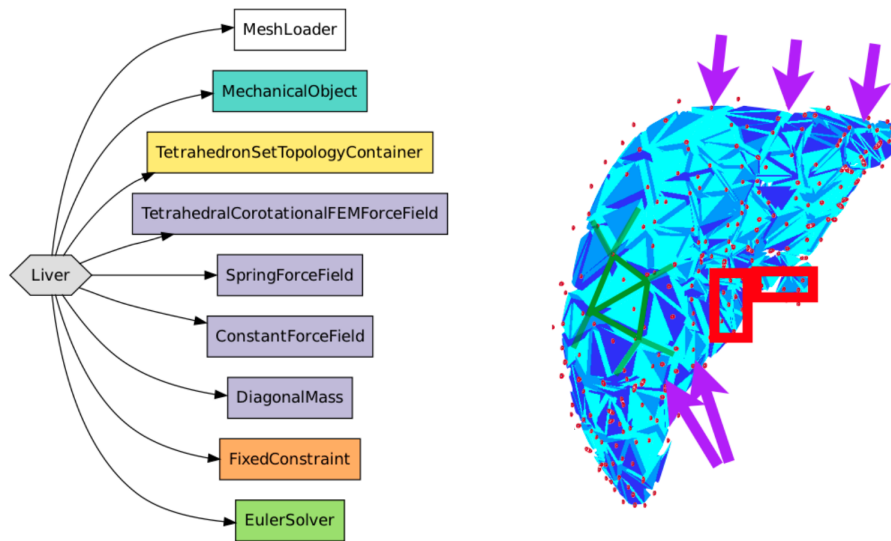 MeshLoader
MechanicalObject
TetrahedronSetTopologyContainer
TetrahedralCorotationalFEMForceField
Liver
SpringForceField
ConstantForceField
DiagonalMass
FixedConstraint
EulerSolver